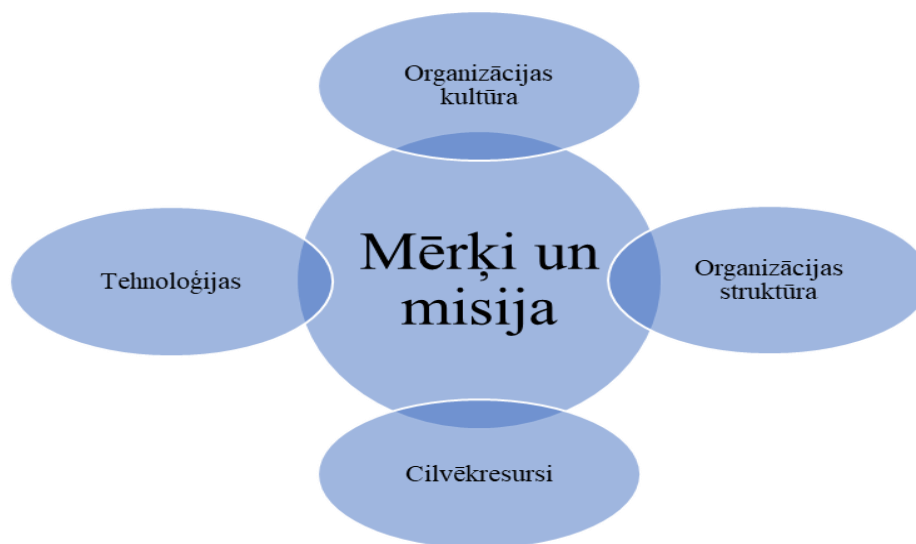 Organizācijas
kultūra
Tehnoloģijas
Mērķi un
misija
Organizācijas
struktūra
Cilvēkresursi